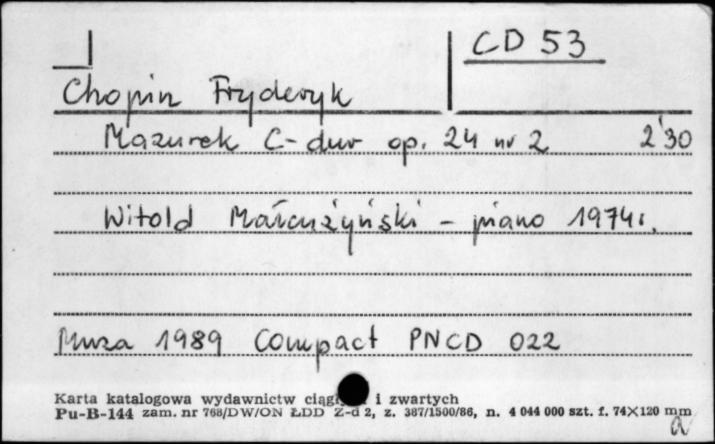 CD 53
Chopin Fryderyk
Mazurek C-dur op. 24 nr 2 2'30
Witold Małcużyński - piano 1974r.
Muza 1989 Compact PNCD 022
Karta katalogowa wydawnictw i zwartych
Pu-B-144 zam. nr 768/DW/ON ŁDD Z-d 2, z. 387/1500/86, n. 4 044 000 szt. f. 74×120 mm
a